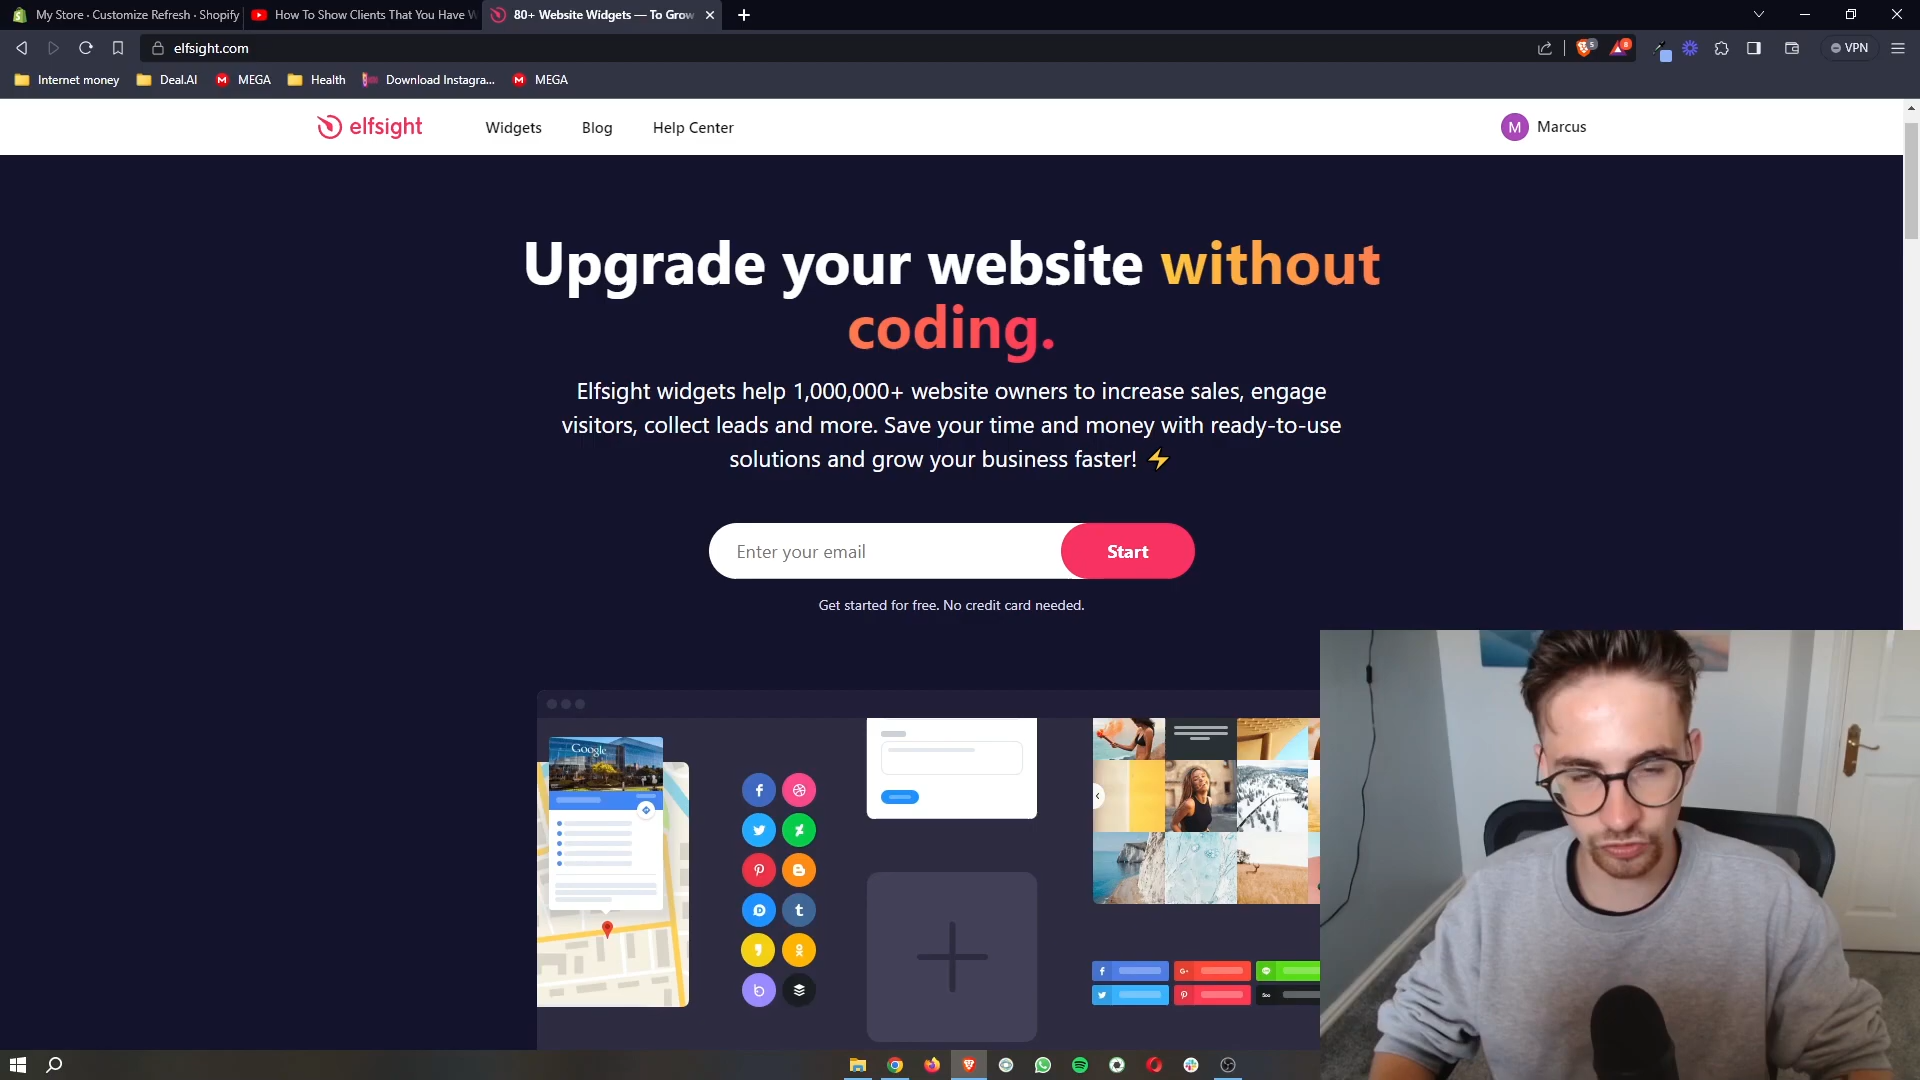 My Store · Customize Refresh · Shopify
How To Show Clients That You Have W
80+ Website Widgets — To Grow
elfsight.com
5
8
VPN
Internet money
Deal.AI
MEGA
Health
Download Instagra...
MEGA
elfsight
Widgets
Blog
Help Center
M
Marcus
Upgrade your website without
coding.
Elfsight widgets help 1,000,000+ website owners to increase sales, engage
visitors, collect leads and more. Save your time and money with ready-to-use
solutions and grow your business faster! ⚡
Enter your email
Start
Get started for free. No credit card needed.
Google